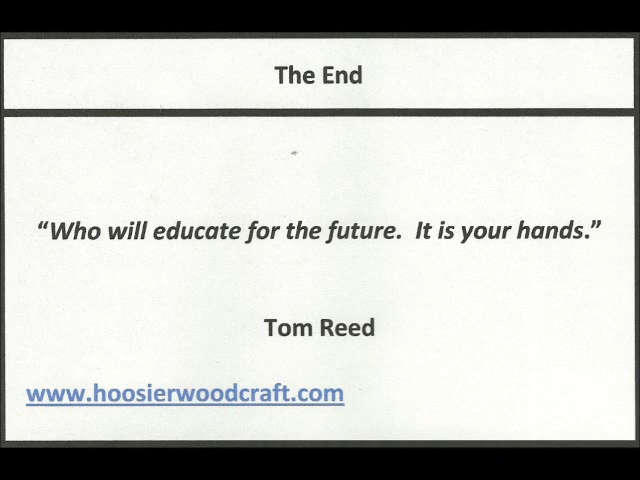 The End
“Who will educate for the future.  It is your hands.”
Tom Reed
www.hoosierwoodcraft.com